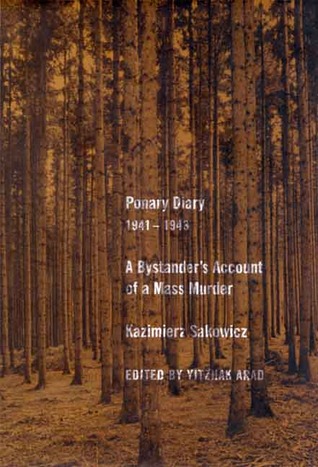 Ponary Diary
1941 – 1943
A Bystander's Account
of a Mass Murder
Kazimierz Sakowicz
EDITED BY YITZHAK ARAD